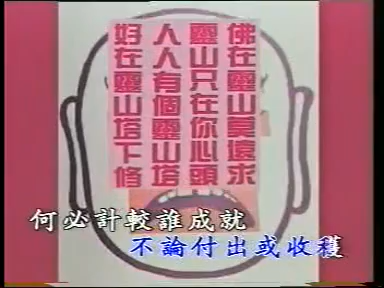 佛在靈山莫遠求
靈山只在你心頭
人人有個靈山塔
好在靈山塔下修
何必計較誰成就
不論付出或收穫